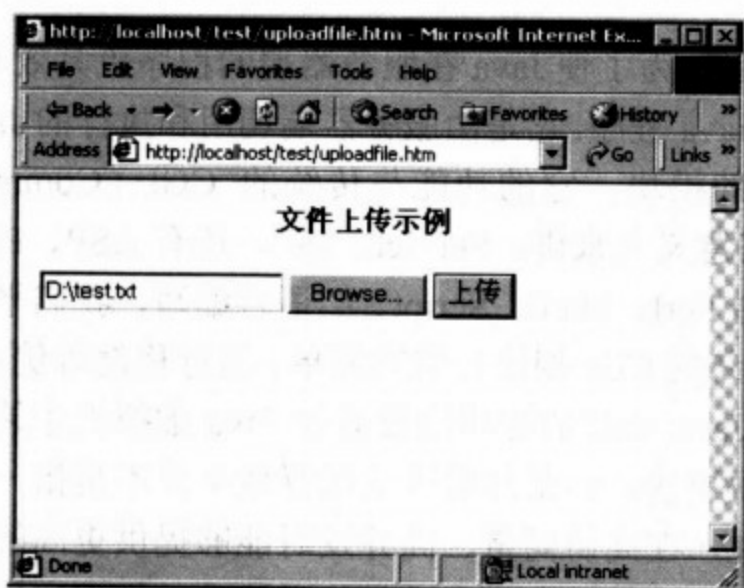 http://localhost/test/uploadfile.htm - Microsoft Internet Ex...
File Edit View Favorites Tools Help
Back Search Favorites History »
Address http://localhost/test/uploadfile.htm Go Links »
文件上传示例
D:\test.txt Browse... 上传
Done Local intranet